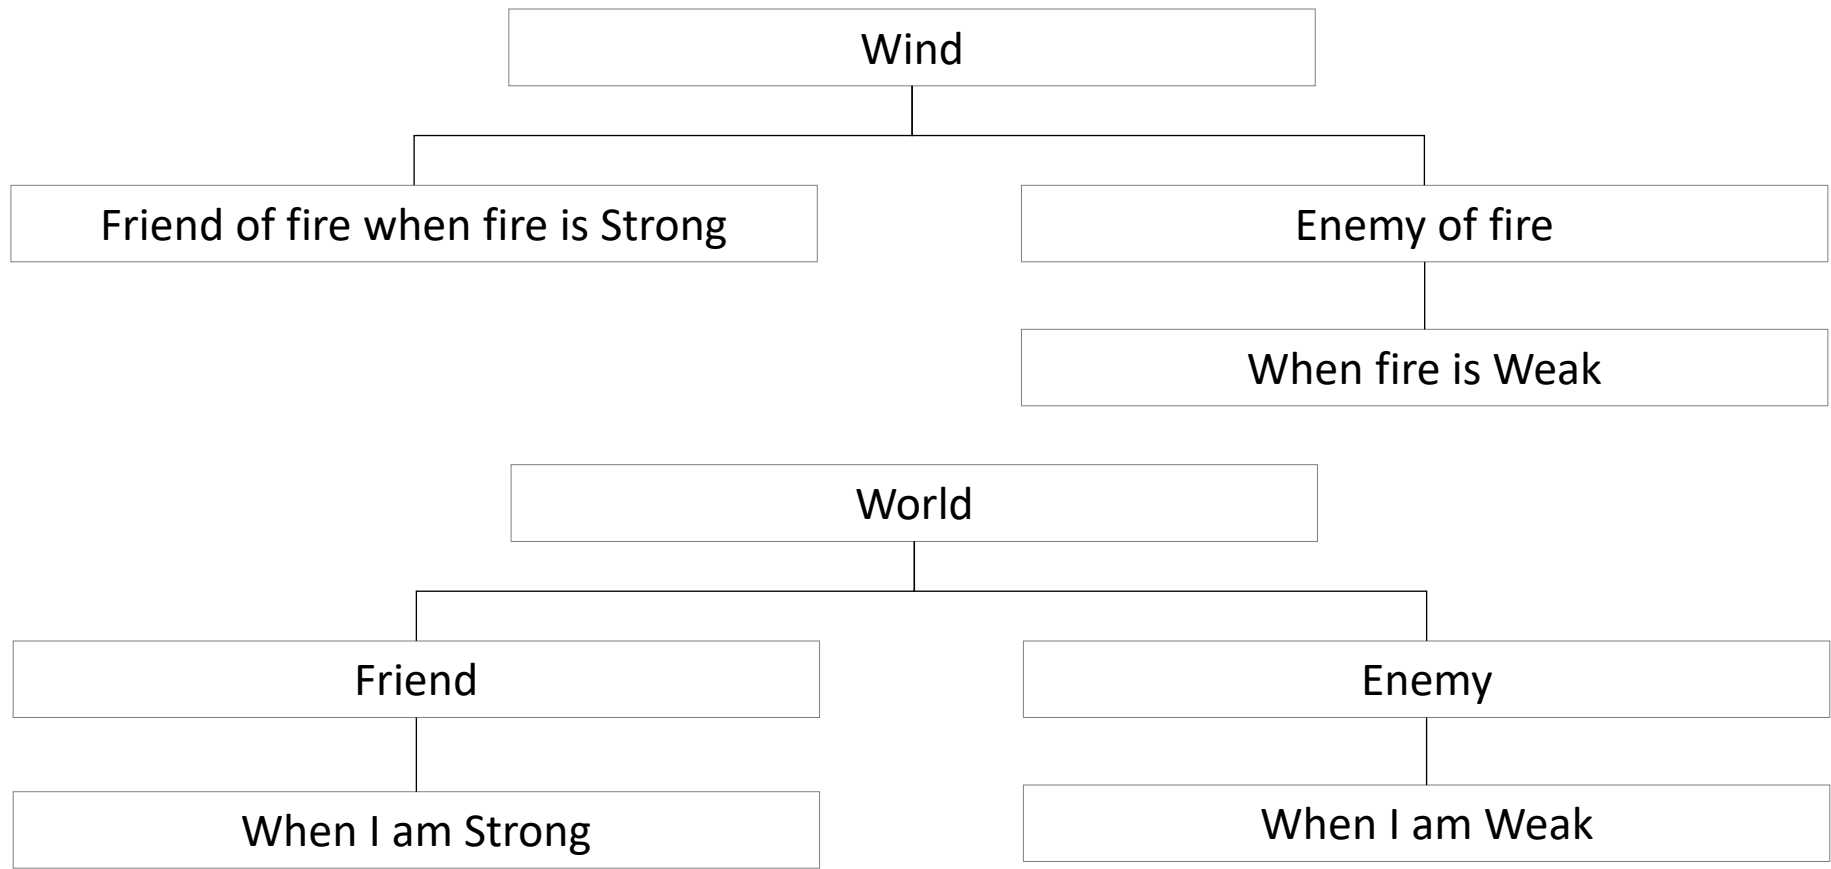 Wind
Friend of fire when fire is Strong
Enemy of fire
When fire is Weak
World
Friend
Enemy
When I am Strong
When I am Weak